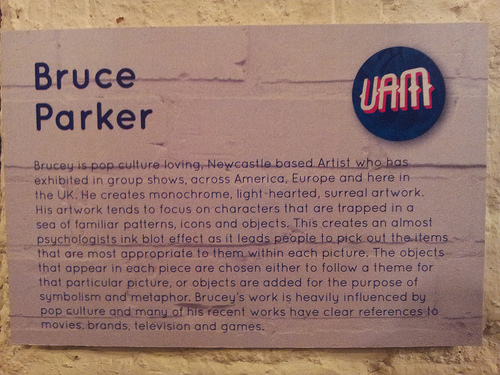 Bruce
Parker
UAM
Brucey is pop culture loving, Newcastle based Artist who has
exhibited in group shows, across America, Europe and here in
the UK. He creates monochrome, light-hearted, surreal artwork.
His artwork tends to focus on characters that are trapped in a
sea of familiar patterns, icons and objects. This creates an almost
psychologists ink blot effect as it leads people to pick out the items
that are most appropriate to them within each picture. The objects
that appear in each piece are chosen either to follow a theme for
that particular picture, or objects are added for the purpose of
symbolism and metaphor. Brucey's work is heavily influenced by
pop culture and many of his recent works have clear references to
movies, brands, television and games.